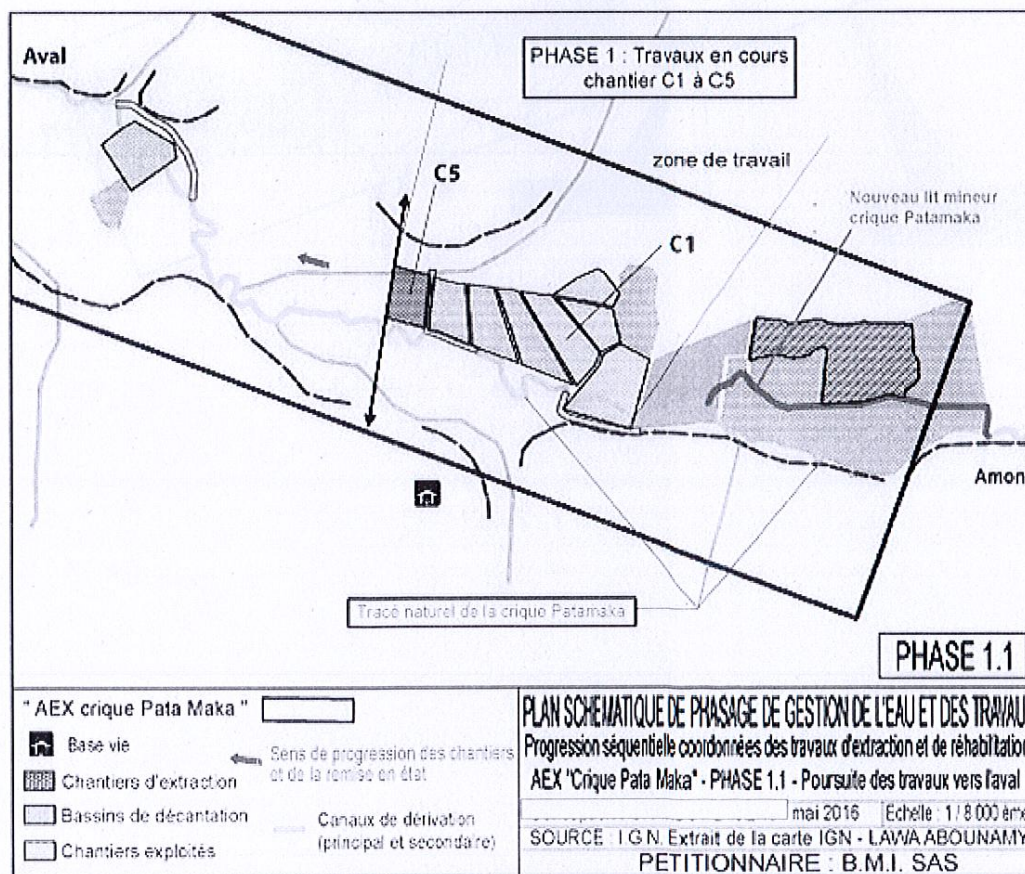 Aval
PHASE 1 : Travaux en cours
chantier C1 à C5
zone de travail
C5
Nouveau lit mineur
crique Patamaka
C1
Amon
Tracé naturel de la crique Patamaka
PHASE 1.1
" AEX crique Pata Maka "
Base vie
Chantiers d'extraction
Bassins de décantation
Chantiers exploités
Sens de progression des chantiers
et de la remise en état
Canaux de dérivation
(principal et secondaire)
PLAN SCHEMATIQUE DE PHASAGE DE GESTION DE L'EAU ET DES TRAVAU
Progression séquentielle coordonnées des travaux d'extraction et de réhabilitation
AEX "Crique Pata Maka" - PHASE 1.1 - Poursuite des travaux vers l'aval
mai 2016 Echelle : 1/ 8 000 ème
SOURCE : I.G.N. Extrait de la carte IGN - LAWA ABOUNAMY
PETITIONNAIRE : B.M.I. SAS